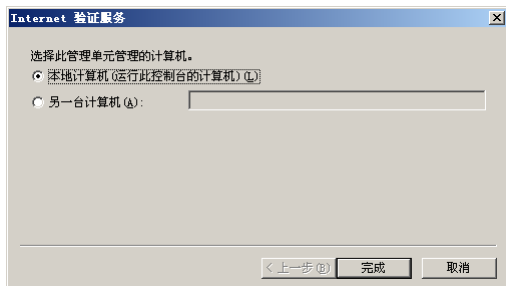 Internet 验证服务
选择此管理单元管理的计算机。
本地计算机(运行此控制台的计算机)(L)
另一台计算机(A):
<上一步(B) 完成 取消